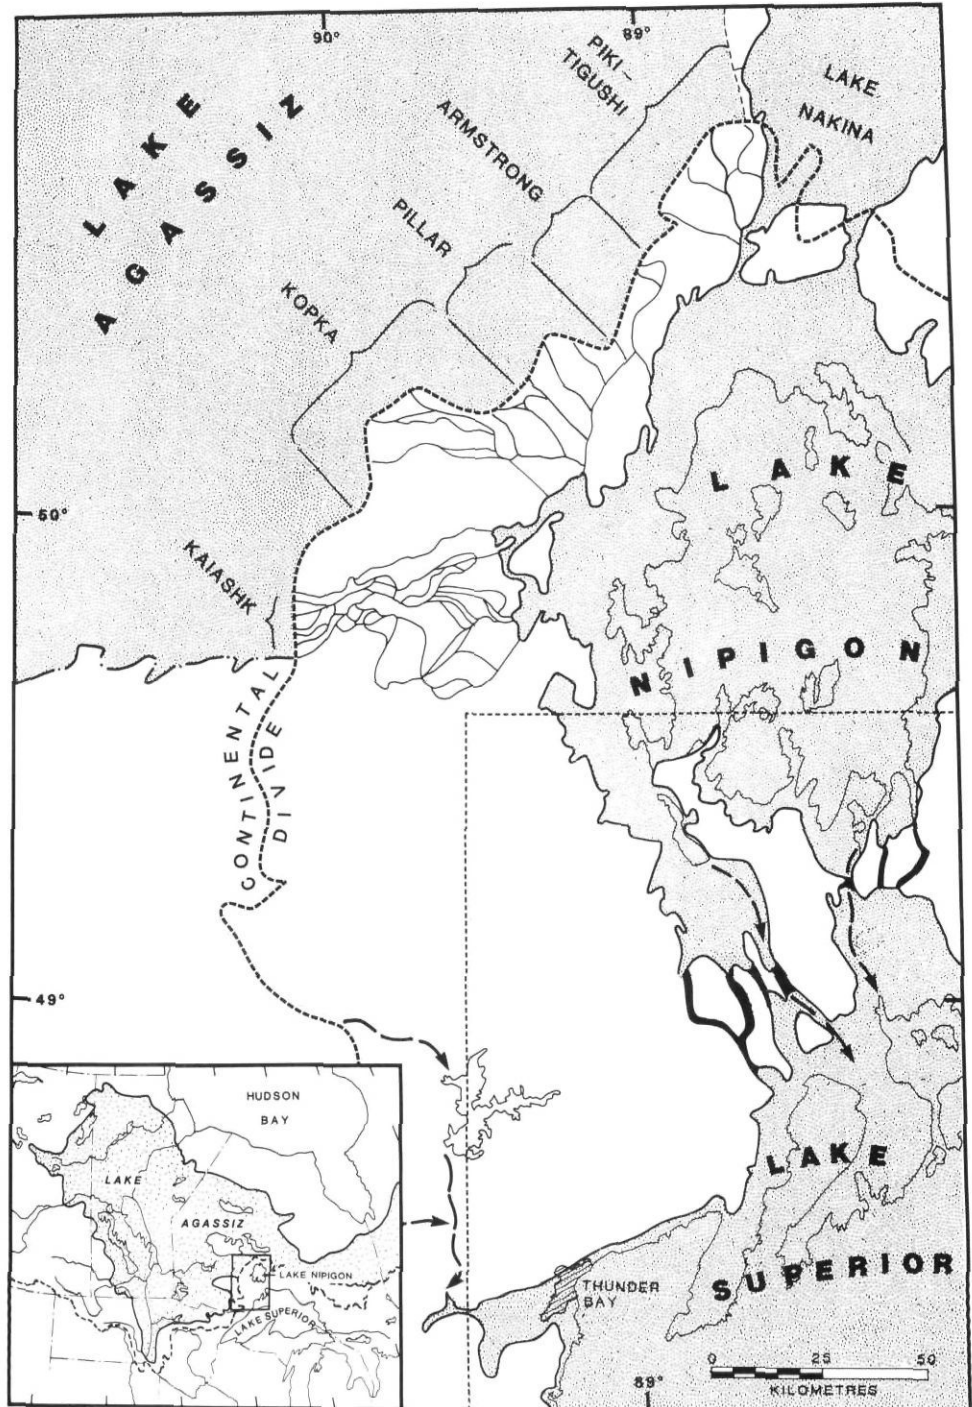 90°
89°
PIKI-
TIGUSHI
LAKE
NAKINA
ARMSTRONG
LAKE
AGASSIZ
PILLAR
KOPKA
LAKE
50°
KAIASHK
NIPIGON
CONTINENTAL
DIVIDE
49°
HUDSON
BAY
LAKE
AGASSIZ
LAKE NIPIGON
LAKE SUPERIOR
LAKE
SUPERIOR
THUNDER
BAY
0 25 50
KILOMETRES
89°